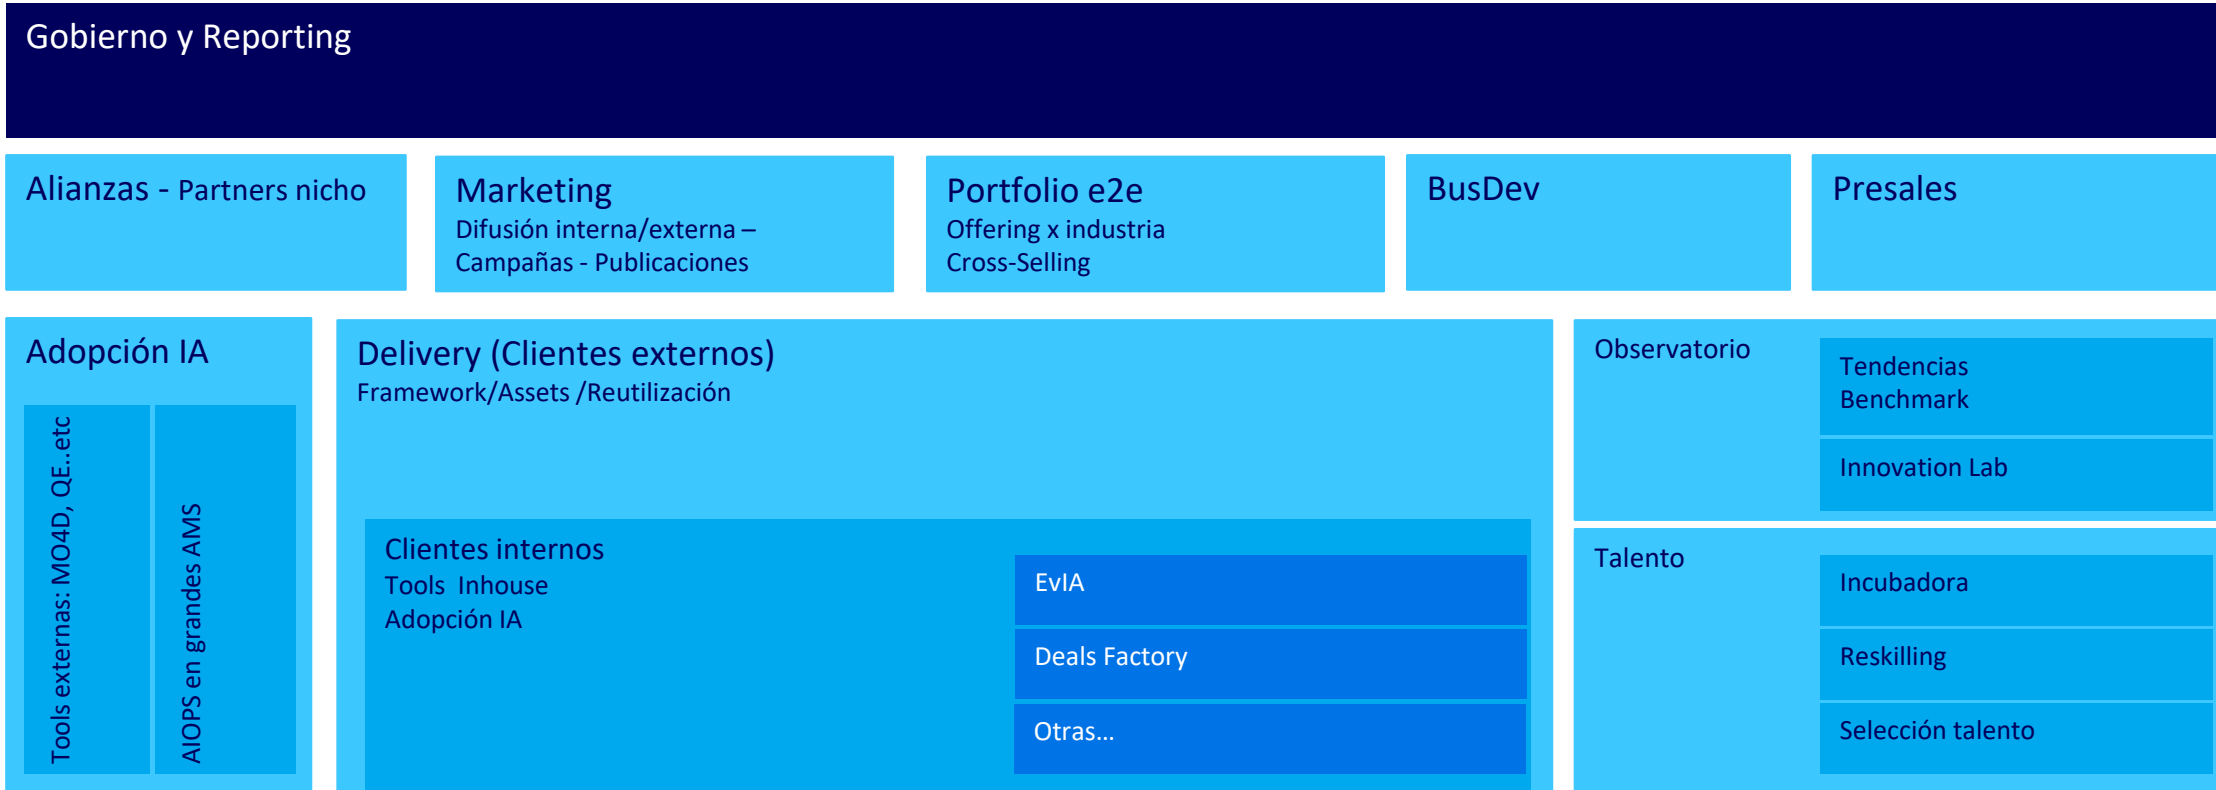 Gobierno y Reporting
Alianzas - Partners nicho
Marketing
Difusión interna/externa –
Campañas - Publicaciones
Portfolio e2e
Offering x industria
Cross-Selling
BusDev
Presales
Adopción IA
Tools externas: MO4D, QE..etc
AIOPS en grandes AMS
Delivery (Clientes externos)
Framework/Assets /Reutilización
Clientes internos
Tools Inhouse
Adopción IA
EvIA
Deals Factory
Otras...
Observatorio
Tendencias
Benchmark
Innovation Lab
Talento
Incubadora
Reskilling
Selección talento